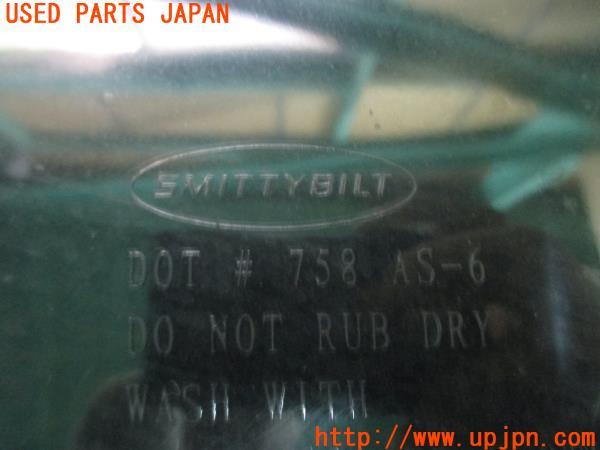 USED PARTS JAPAN
SMITTYBILT
DOT # 758 AS-6
DO NOT RUB DRY
WASH WITH
http://www.upjpn.com/